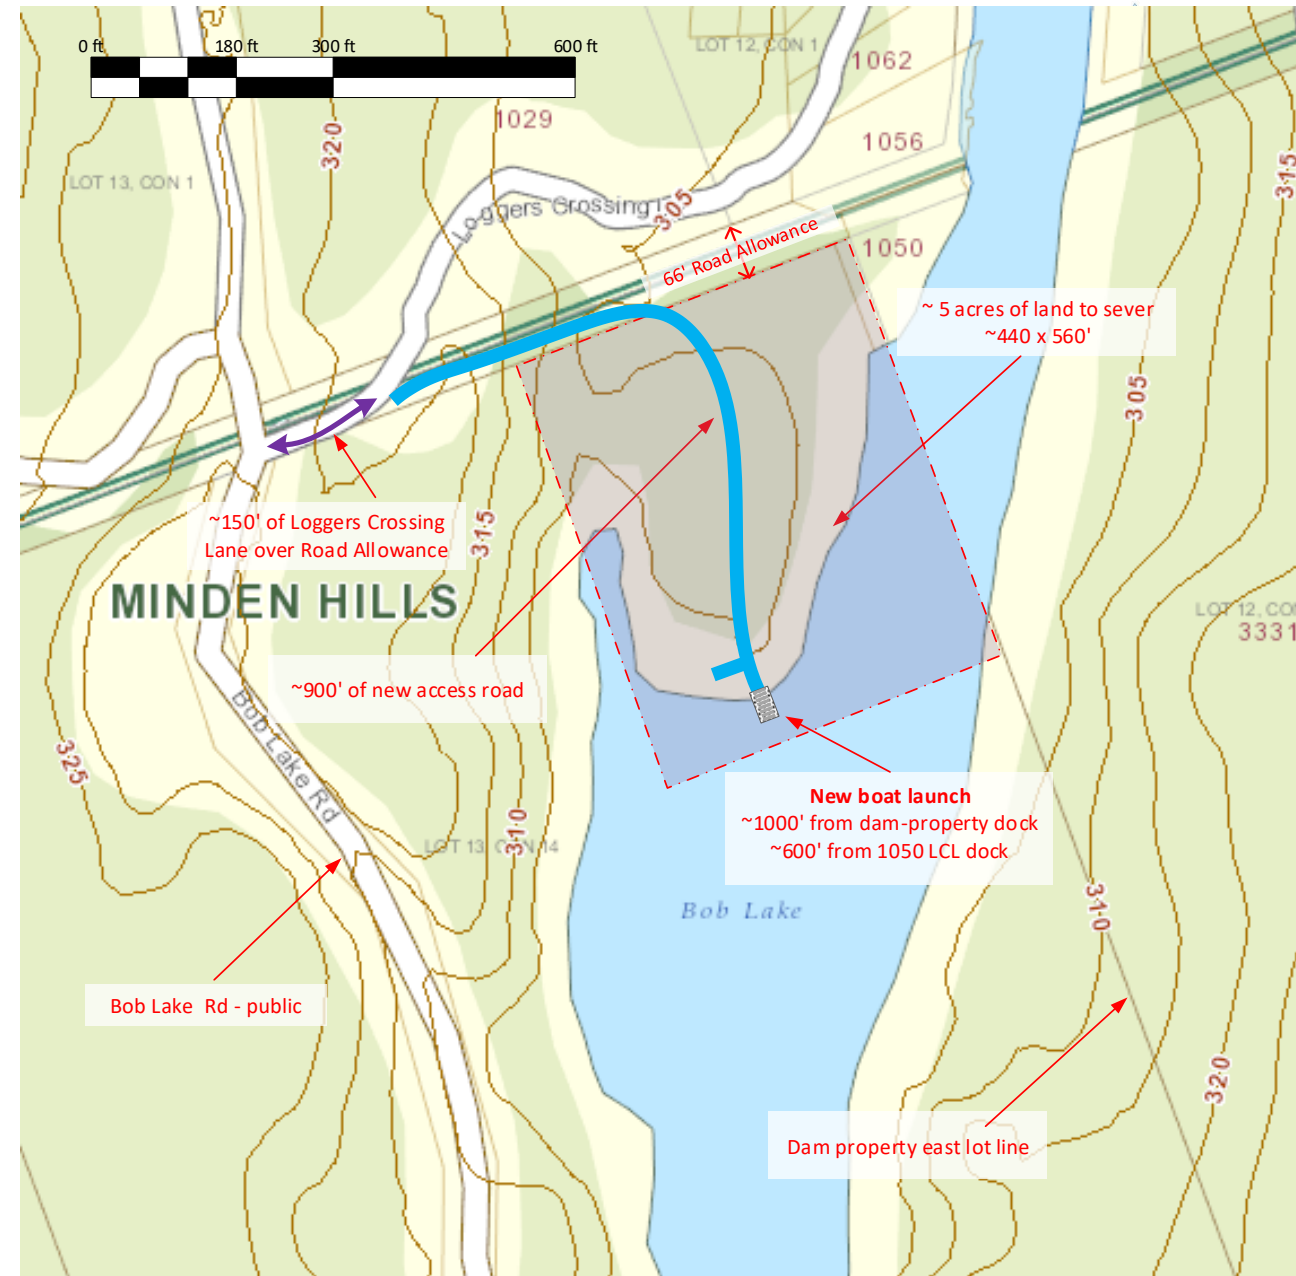 0 ft 180 ft 300 ft 600 ft
LOT 12, CON 1
1062
1029
320
1056
315
LOT 13, CON 1
305
Loggers Crossing
66' Road Allowance
1050
~ 5 acres of land to sever
~440 x 560'
305
~150' of Loggers Crossing
Lane over Road Allowance
315
MINDEN HILLS
LOT 12, CO
3331
~900' of new access road
Bob Lake Rd
325
New boat launch
~1000' from dam-property dock
~600' from 1050 LCL dock
310
LOT 13, CON 14
Bob Lake
310
Bob Lake Rd - public
320
Dam property east lot line